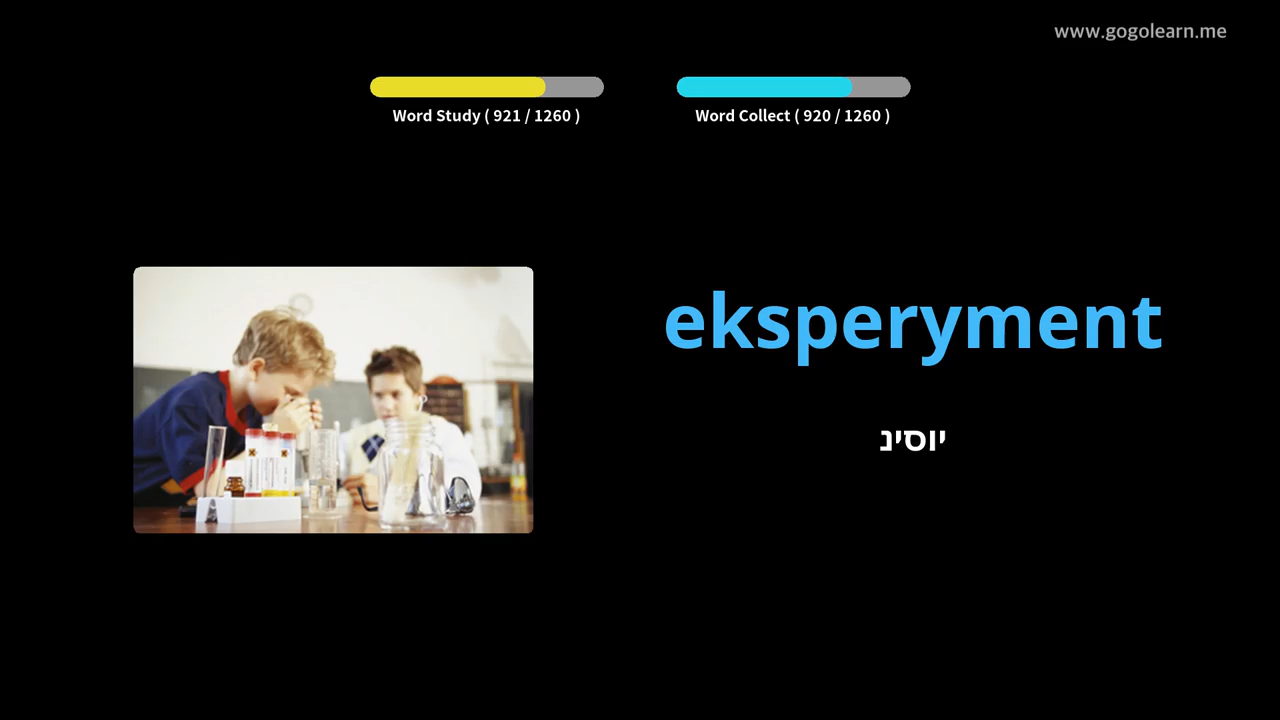 www.gogolearn.me
Word Study ( 921 / 1260 )
Word Collect ( 920 / 1260 )
eksperyment
יוסינ